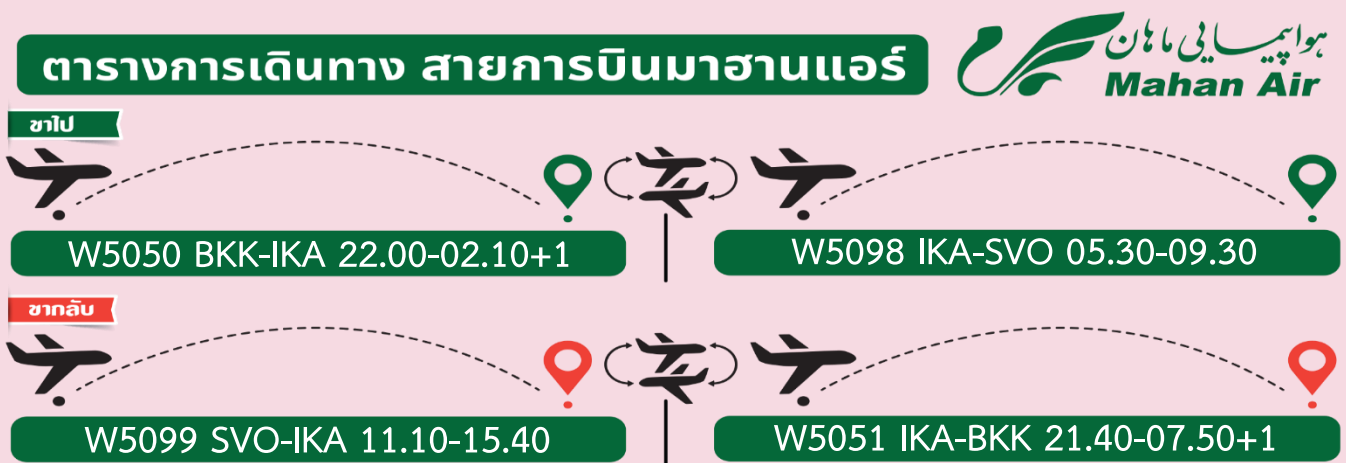 ตารางการเดินทาง สายการบินมาฮานแอร์
هواپیمایی ماهان
Mahan Air
ขาไป
W5050 BKK-IKA 22.00-02.10+1
W5098 IKA-SVO 05.30-09.30
ขากลับ
W5099 SVO-IKA 11.10-15.40
W5051 IKA-BKK 21.40-07.50+1